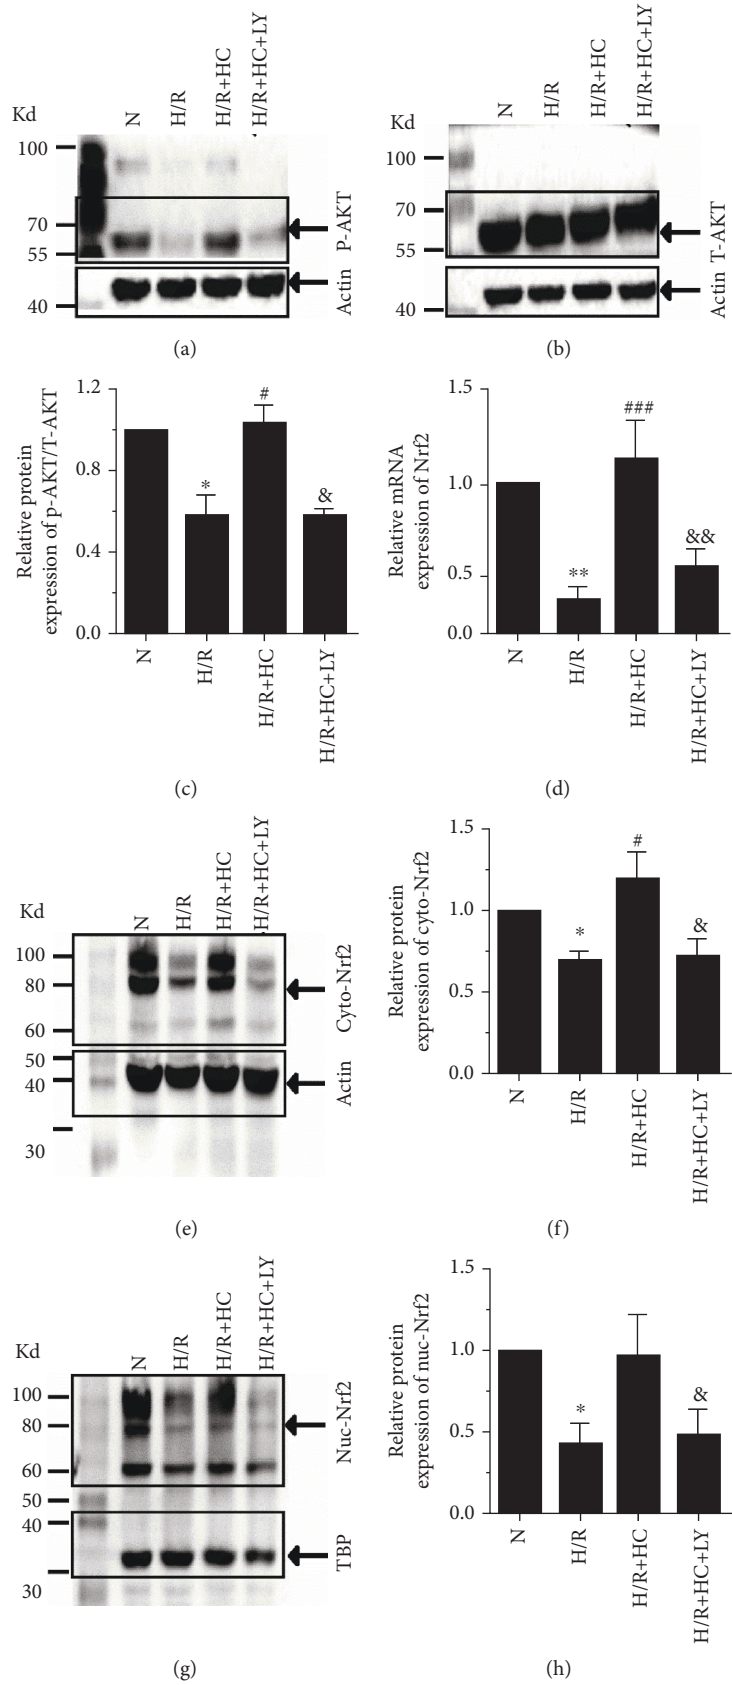 Kd
N
H/R
H/R+HC
H/R+HC+LY
100
70
55
40
P-AKT
Actin
(a)
Kd
N
H/R
H/R+HC
H/R+HC+LY
100
70
55
40
T-AKT
Actin
(b)
Relative protein
expression of p-AKT/T-AKT
1.2
0.8
0.4
0.0
*
#
&
N
H/R
H/R+HC
H/R+HC+LY
(c)
Relative mRNA
expression of Nrf2
1.5
1.0
0.5
0.0
**
###
&&
N
H/R
H/R+HC
H/R+HC+LY
(d)
Kd
N
H/R
H/R+HC
H/R+HC+LY
100
80
60
50
40
30
Cyto-Nrf2
Actin
(e)
Relative protein
expression of cyto-Nrf2
1.5
1.0
0.5
0.0
*
#
&
N
H/R
H/R+HC
H/R+HC+LY
(f)
Kd
N
H/R
H/R+HC
H/R+HC+LY
100
80
60
50
40
30
Nuc-Nrf2
TBP
(g)
Relative protein
expression of nuc-Nrf2
1.5
1.0
0.5
0.0
*
&
N
H/R
H/R+HC
H/R+HC+LY
(h)